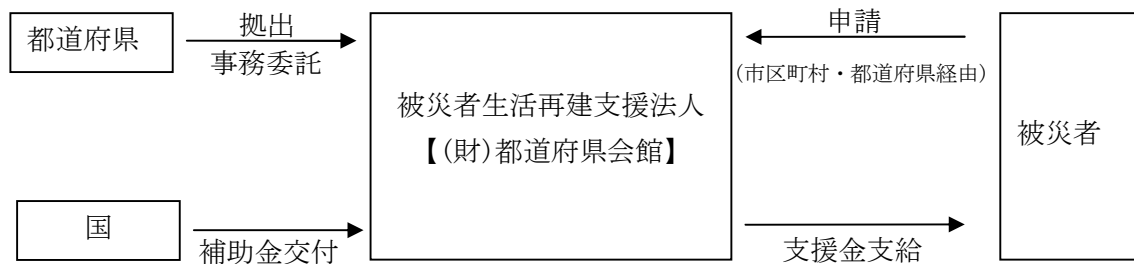 都道府県
拠出
事務委託
被災者生活再建支援法人
【(財)都道府県会館】
申請
(市区町村・都道府県経由)
被災者
国
補助金交付
支援金支給